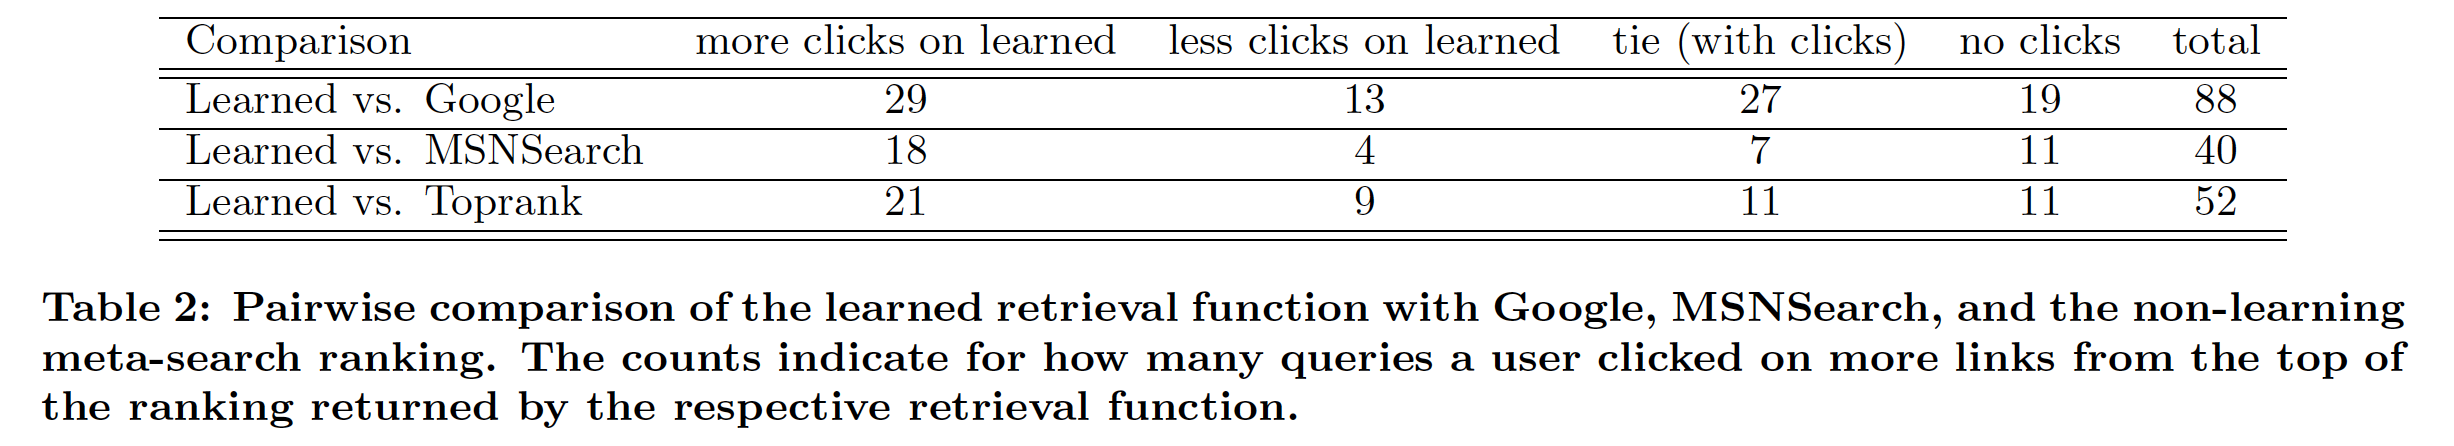 Comparison more clicks on learned less clicks on learned tie (with clicks) no clicks total
Learned vs. Google 29 13 27 19 88
Learned vs. MSNSearch 18 4 7 11 40
Learned vs. Toprank 21 9 11 11 52
Table 2: Pairwise comparison of the learned retrieval function with Google, MSNSearch, and the non-learning
meta-search ranking. The counts indicate for how many queries a user clicked on more links from the top of
the ranking returned by the respective retrieval function.